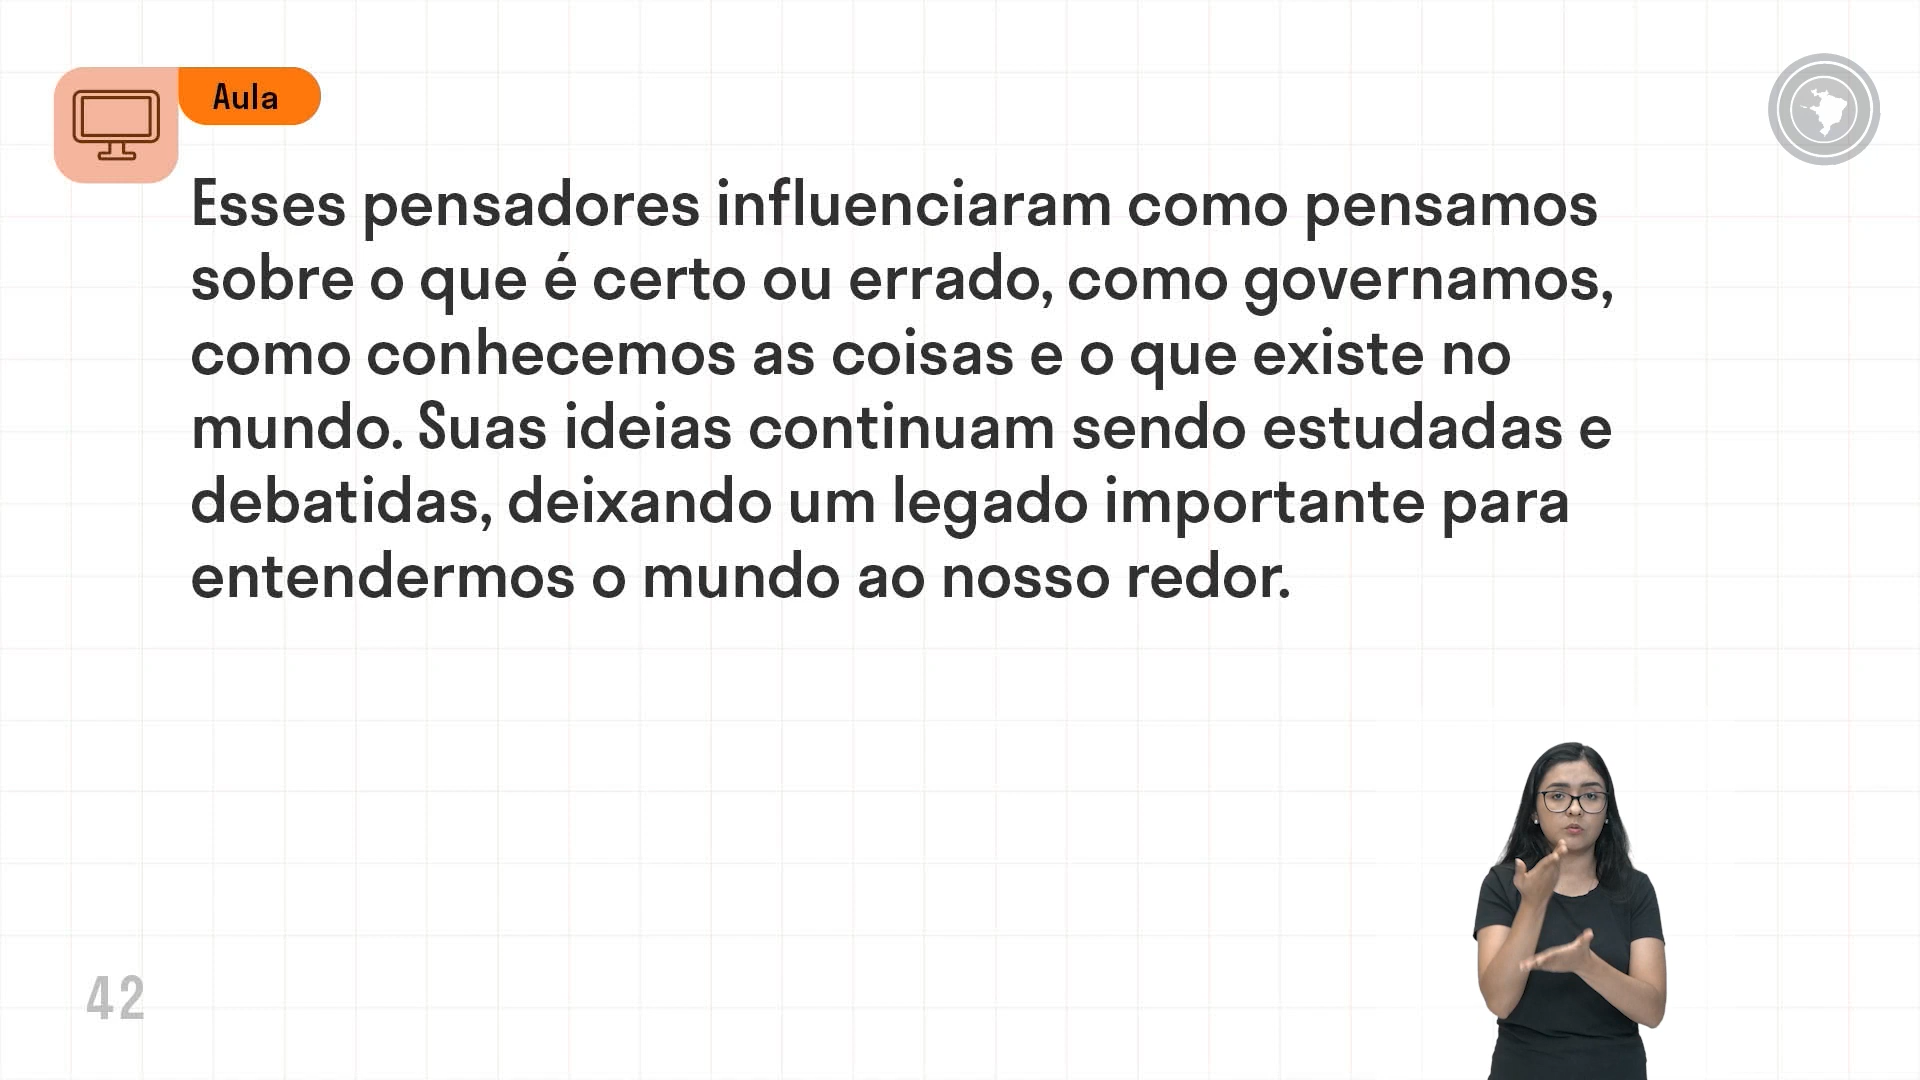 Aula
Esses pensadores influenciaram como pensamos
sobre o que é certo ou errado, como governamos,
como conhecemos as coisas e o que existe no
mundo. Suas ideias continuam sendo estudadas e
debatidas, deixando um legado importante para
entendermos o mundo ao nosso redor.
42